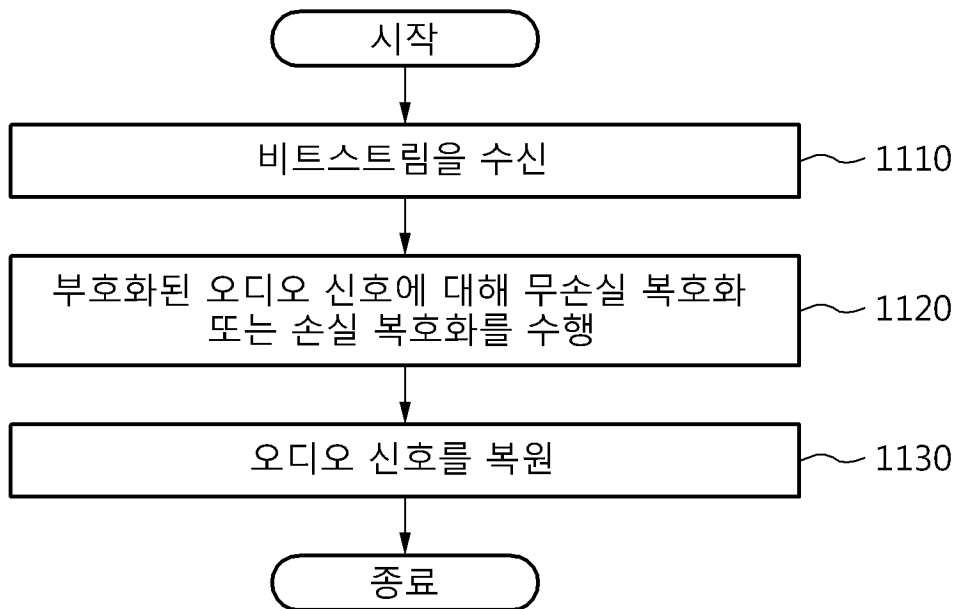 시작
비트스트림을 수신
1110
부호화된 오디오 신호에 대해 무손실 복호화
또는 손실 복호화를 수행
1120
오디오 신호를 복원
1130
종료